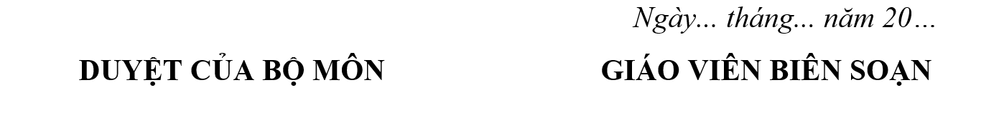 Ngày... tháng... năm 20...
DUYỆT CỦA BỘ MÔN GIÁO VIÊN BIÊN SOẠN